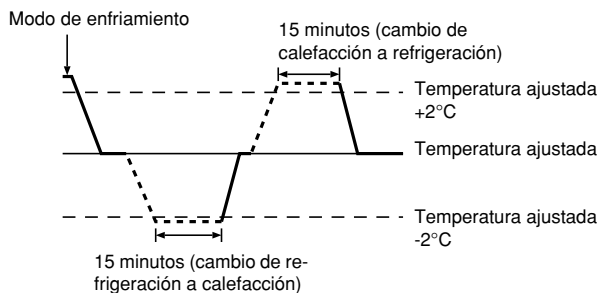 Modo de enfriamiento
15 minutos (cambio de
calefacción a refrigeración)
Temperatura ajustada
+2°C
Temperatura ajustada
Temperatura ajustada
-2°C
15 minutos (cambio de re-
frigeración a calefacción)